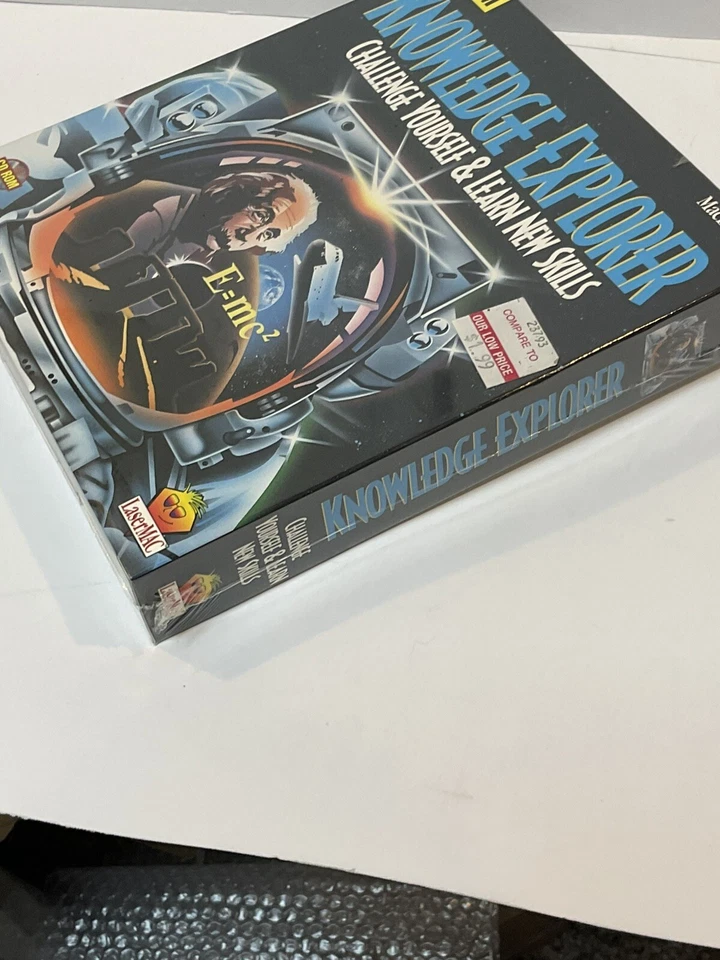 KNOWLEDGE EXPLORER
CHALLENGE YOURSELF & LEARN NEW SKILLS
CD ROM
E=mc²
23793
COMPARE TO
OUR LOW PRICE
LaserMAC
KNOWLEDGE EXPLORER
CHALLENGE
YOURSELF & LEARN
NEW SKILLS